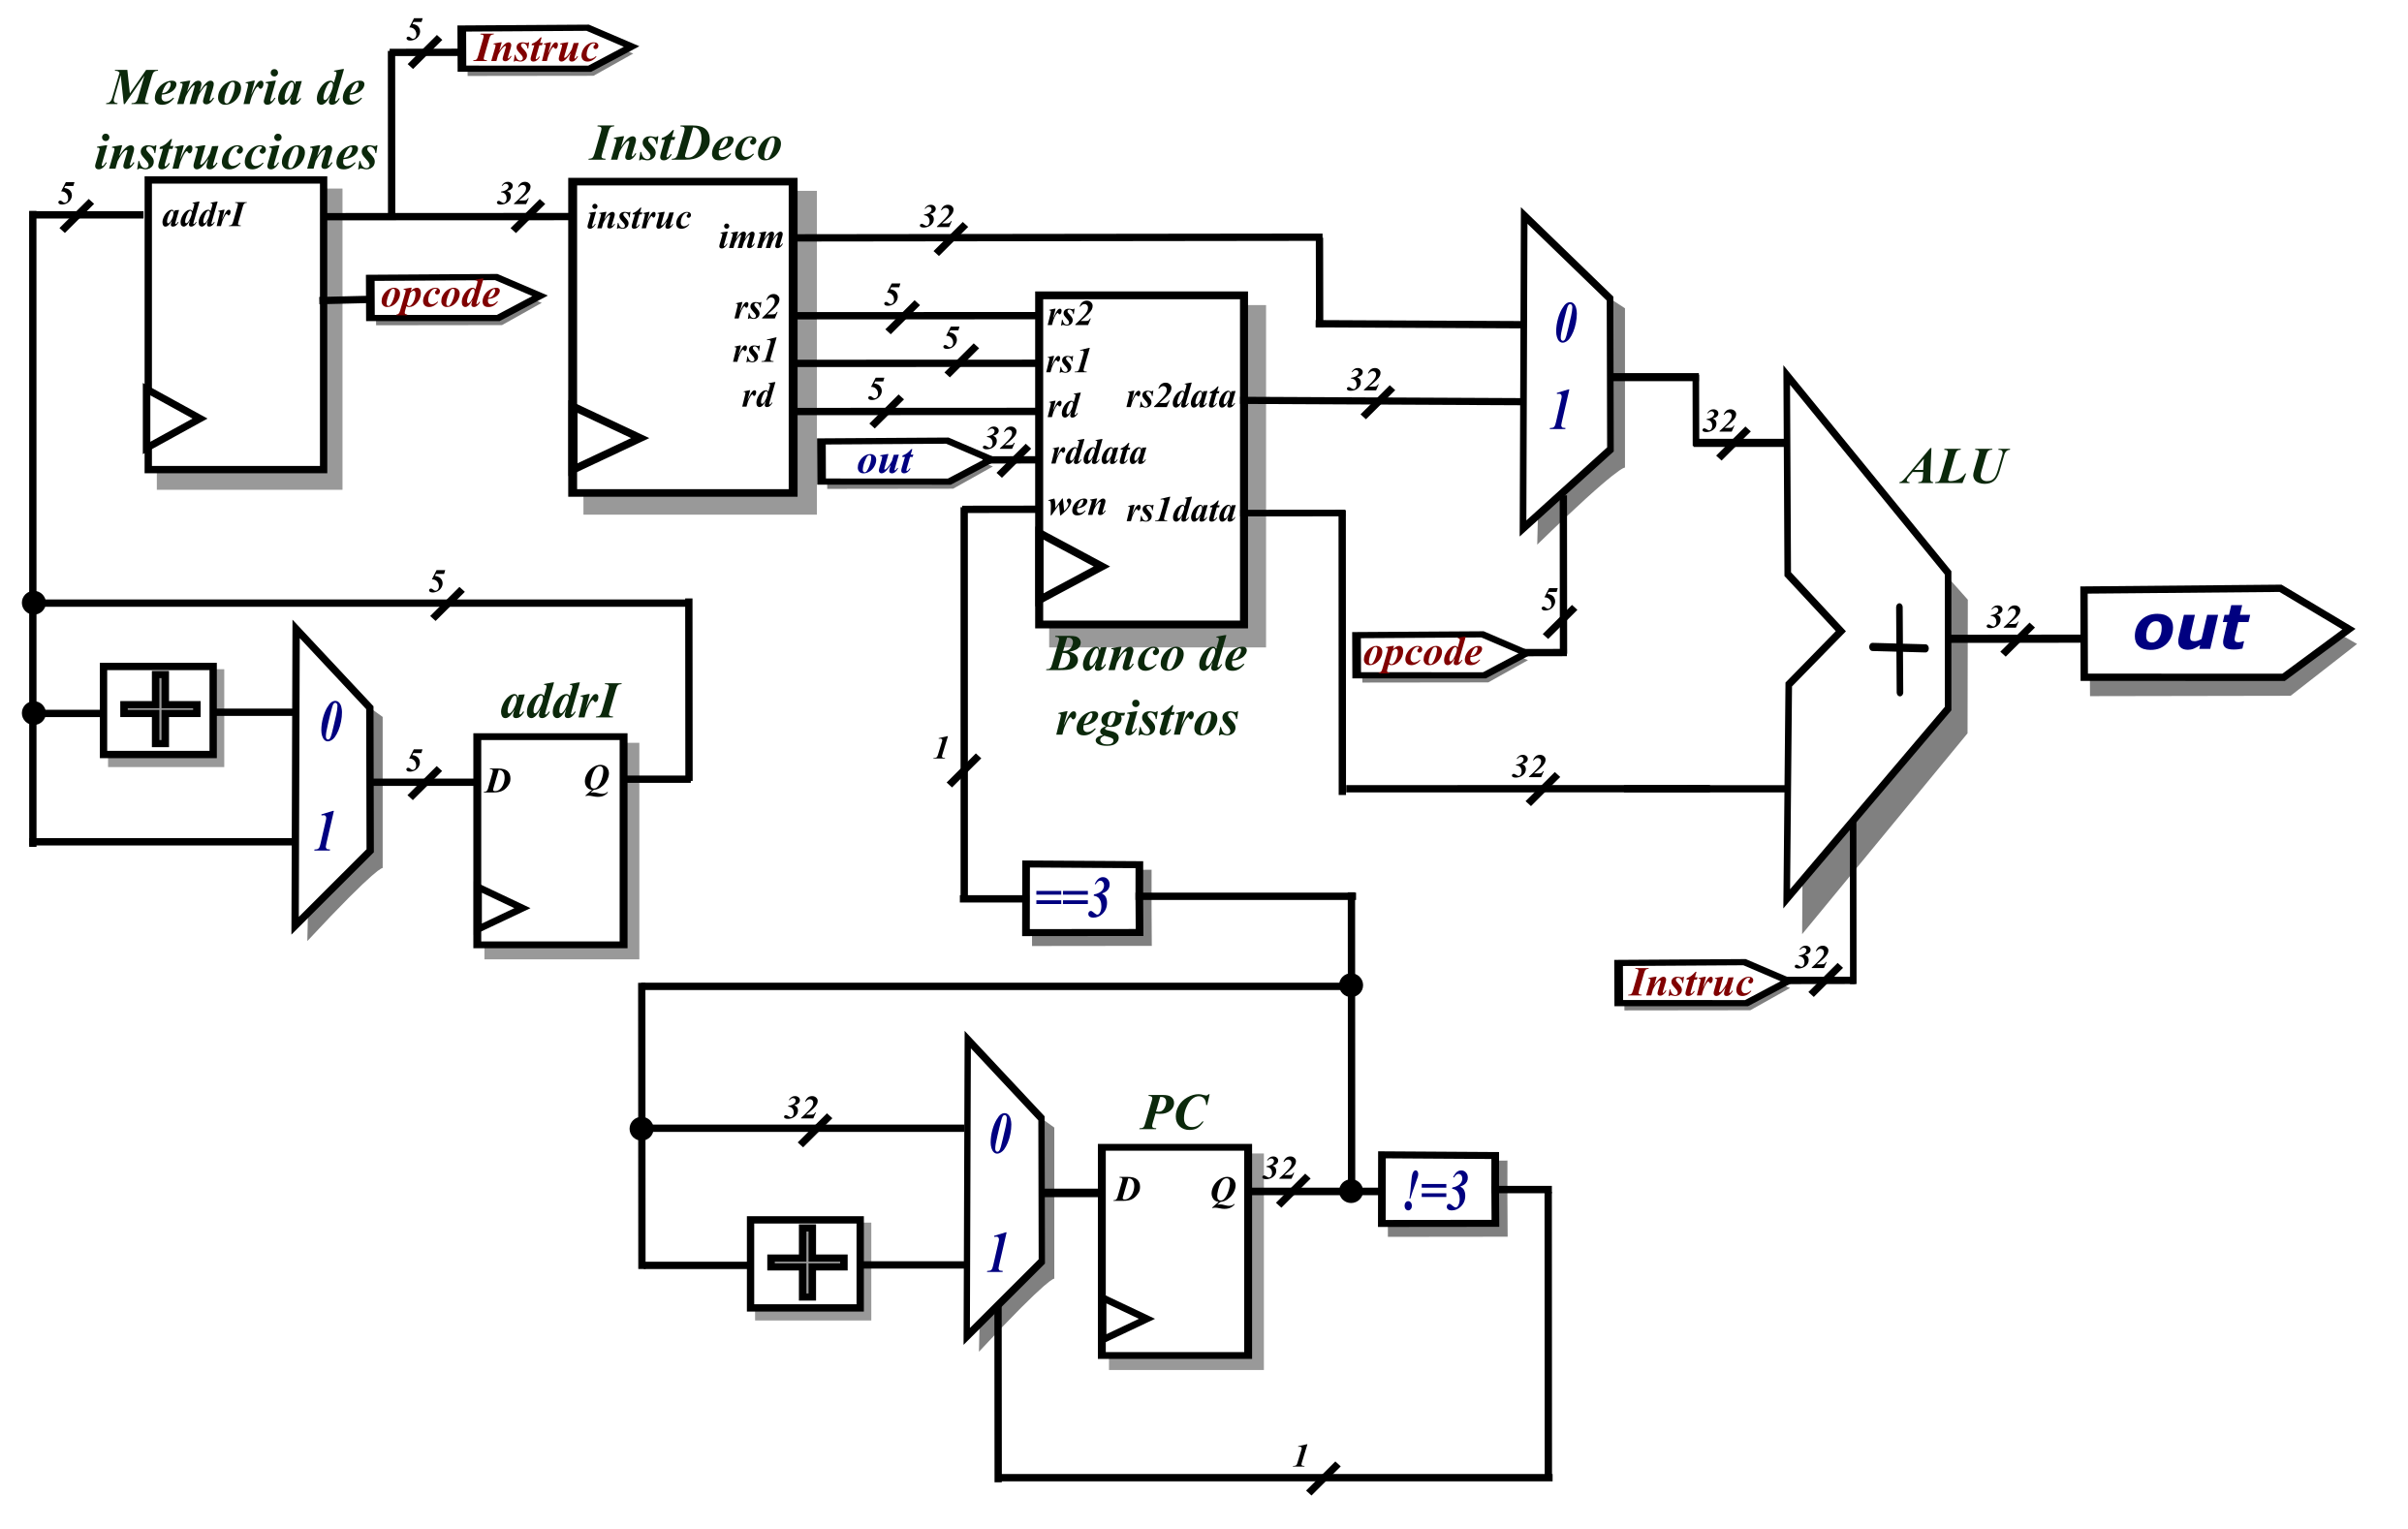 5
Instruc
Memoria de
instrucciones
5
addrI
opcode
32
InstDeco
instruc
imm
rs2
rs1
rd
32
5
5
5
out
32
rs2
rs1
rd
rddata
wen
rs2data
rs1data
Banco de
registros
32
0
1
5
opcode
32
ALU
32
out
32
Instruc
32
5
0
1
5
addrI
D
Q
1
==3
32
0
1
PC
D
Q
32
!=3
1